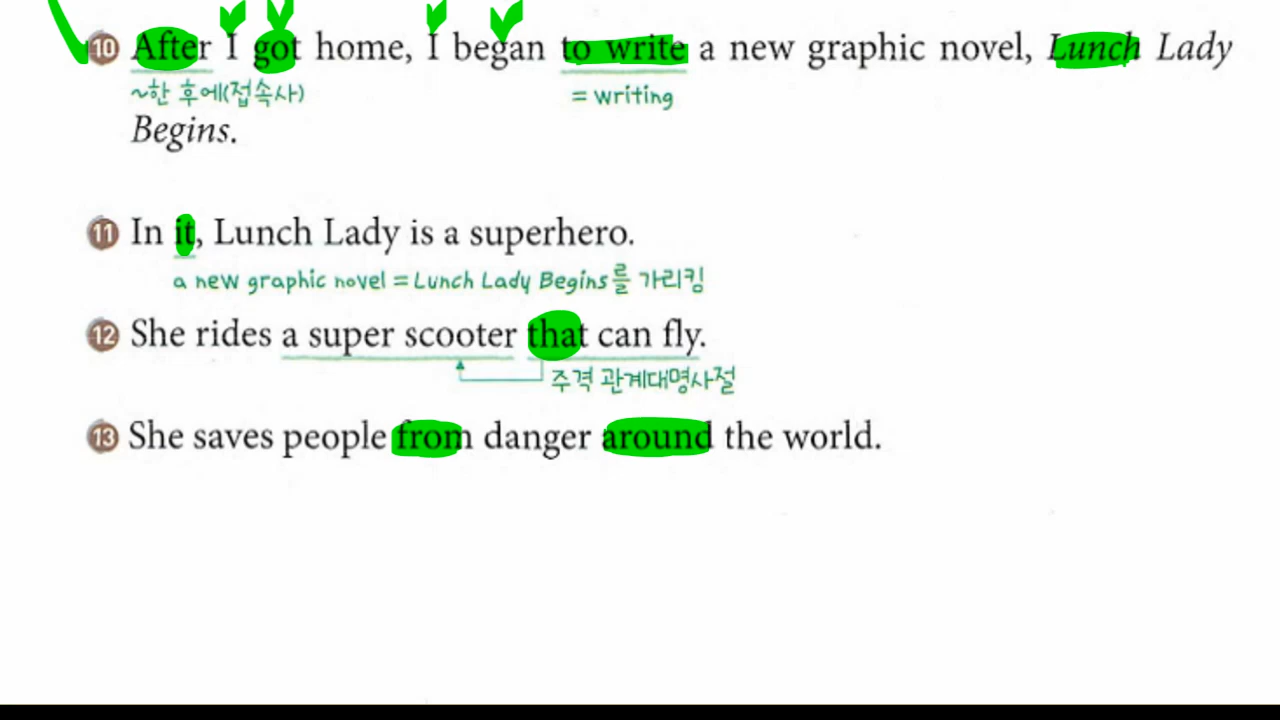 10 After I got home, I began to write a new graphic novel, Lunch Lady
~한 후에(접속사) = writing
Begins.
11 In it, Lunch Lady is a superhero.
a new graphic novel = Lunch Lady Begins를 가리킴
12 She rides a super scooter that can fly.
주격 관계대명사절
13 She saves people from danger around the world.